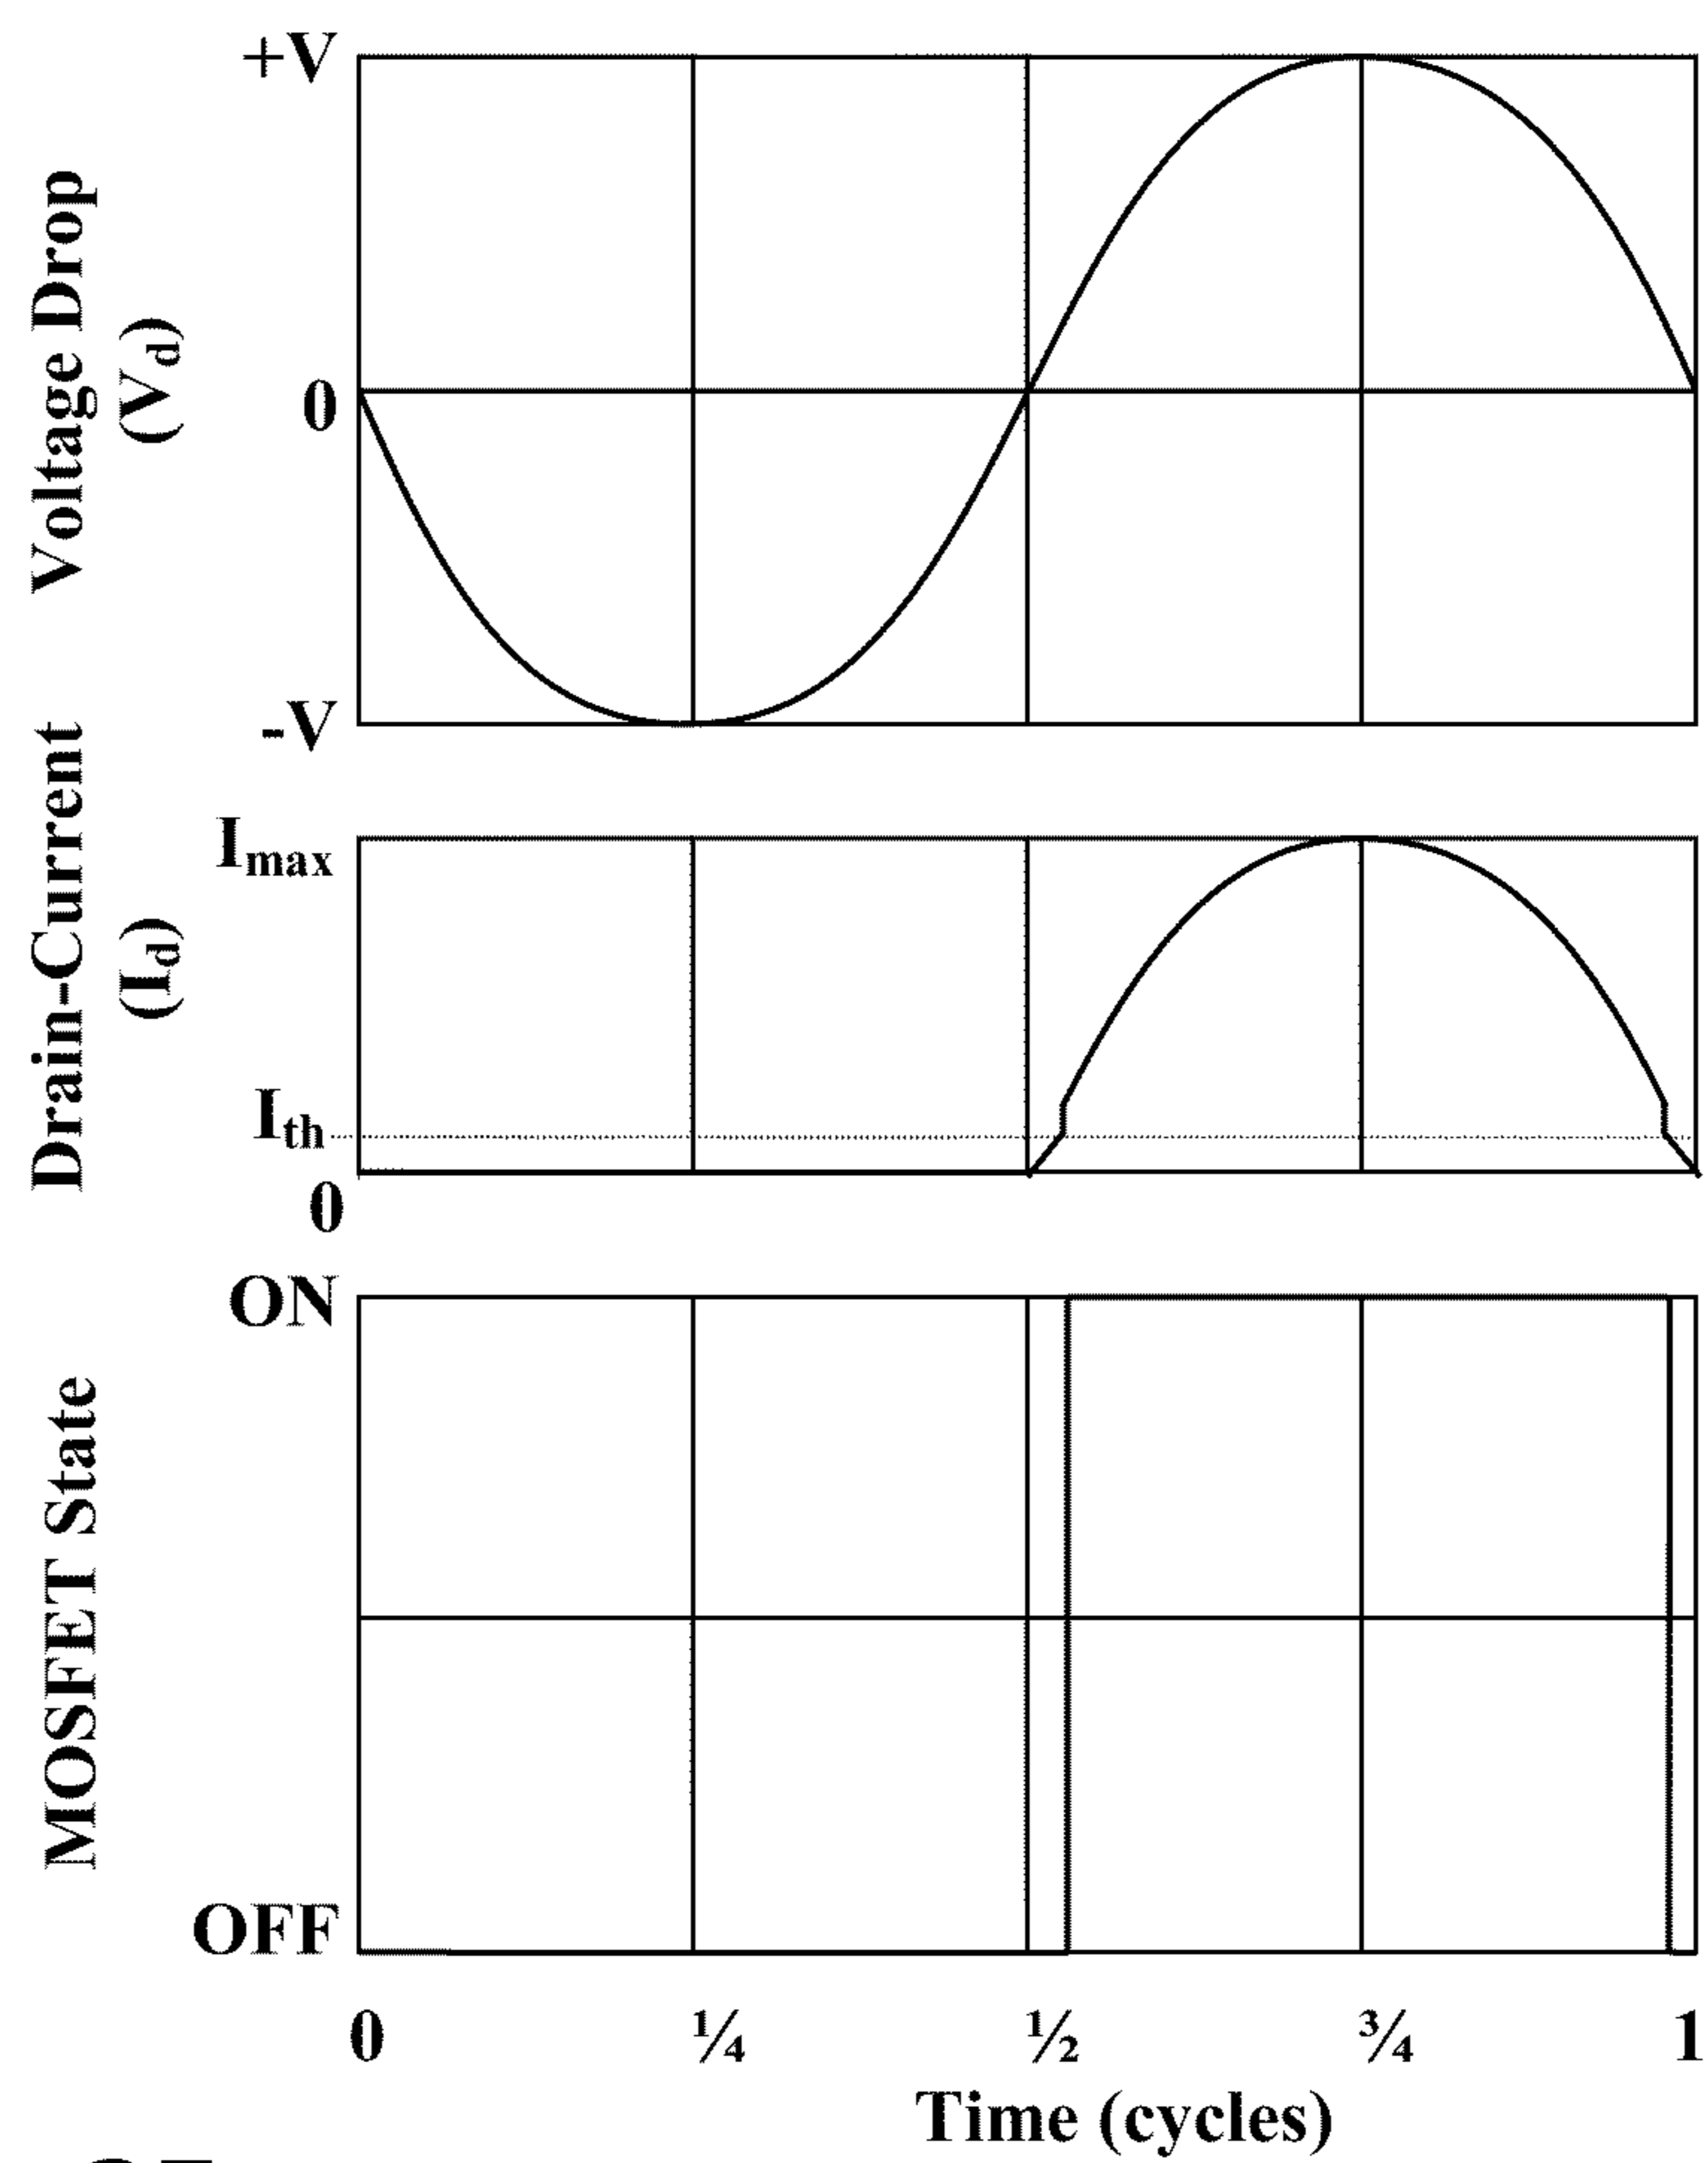 +V
Voltage Drop
(Vd)
0
-V
Imax
Drain-Current
(Id)
Ith
0
ON
MOSFET State
OFF
0 ¼ ½ ¾ 1
Time (cycles)